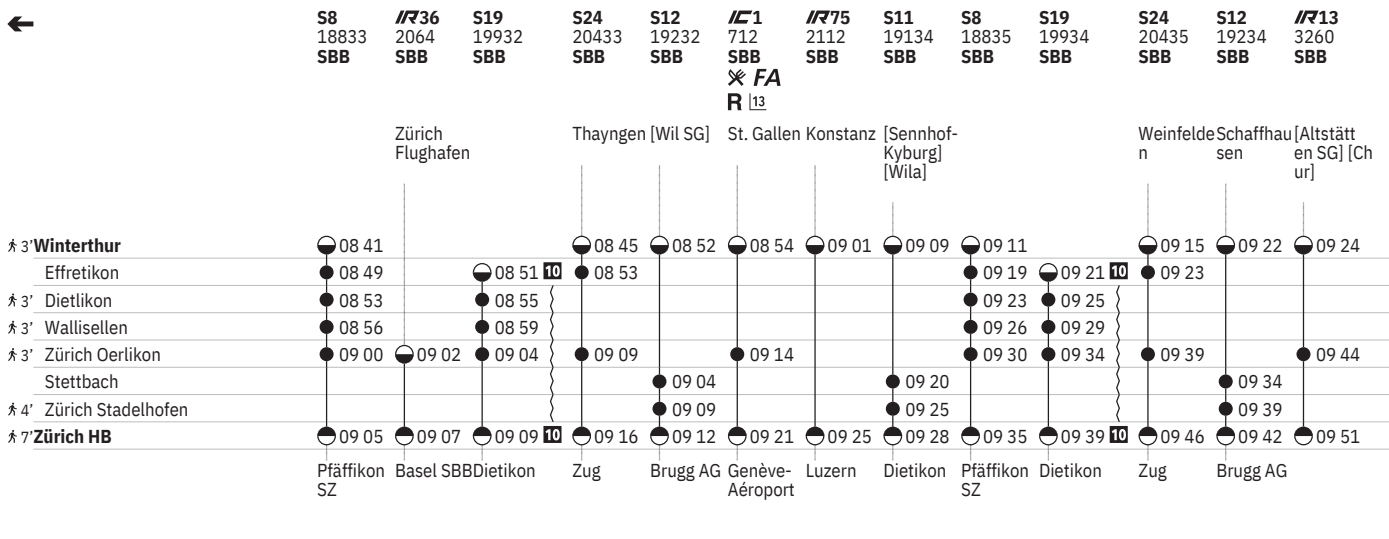 S8 IR36 S19 S24 S12 IC1 IR75 S11 S8 S19 S24 S12 IR13
18833 2064 19932 20433 19232 712 2112 19134 18835 19934 20435 19234 3260
SBB SBB SBB SBB SBB SBB SBB SBB SBB SBB SBB SBB SBB
FA
R 13
Zürich Thayngen [Wil SG] St. Gallen Konstanz [Sennhof- Weinfelde Schaffhau [Altstätt
Flughafen Kyburg] n sen en SG] [Ch
[Wila] ur]
3’ Winterthur 08 41 08 45 08 52 08 54 09 01 09 09 09 11 09 15 09 22 09 24
Effretikon 08 49 08 51 10 08 53 09 19 09 21 10 09 23
3’ Dietlikon 08 53 08 55 09 23 09 25
3’ Wallisellen 08 56 08 59 09 26 09 29
3’ Zürich Oerlikon 09 00 09 02 09 04 09 09 09 14 09 30 09 34 09 39 09 44
Stettbach 09 04 09 20 09 34
4’ Zürich Stadelhofen 09 09 09 25 09 39
7’ Zürich HB 09 05 09 07 09 09 10 09 16 09 12 09 21 09 25 09 28 09 35 09 39 10 09 46 09 42 09 51
Pfäffikon Basel SBB Dietikon Zug Brugg AG Genève- Luzern Dietikon Pfäffikon Dietikon Zug Brugg AG
SZ Aéroport SZ